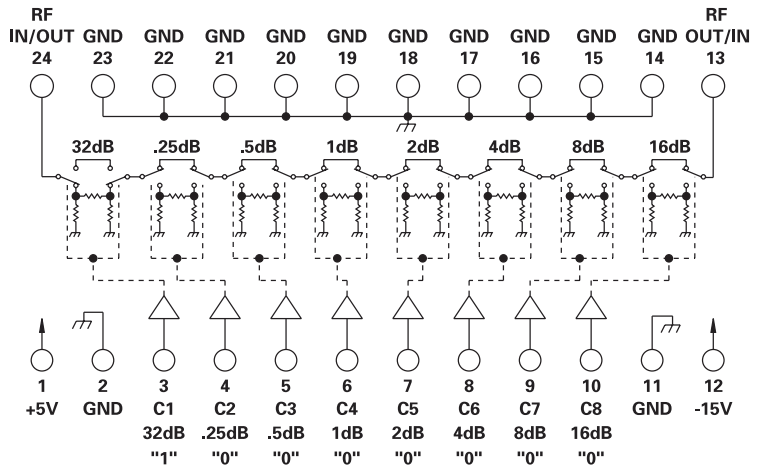 RF RF
IN/OUT GND GND GND GND GND GND GND GND GND GND OUT/IN
24 23 22 21 20 19 18 17 16 15 14 13
32dB .25dB .5dB 1dB 2dB 4dB 8dB 16dB
1 2 3 4 5 6 7 8 9 10 11 12
+5V GND C1 C2 C3 C4 C5 C6 C7 C8 GND -15V
32dB .25dB .5dB 1dB 2dB 4dB 8dB 16dB
"1" "0" "0" "0" "0" "0" "0" "0"